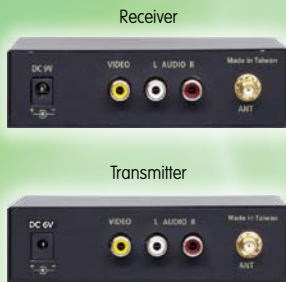 Receiver
DC 9V VIDEO L AUDIO R Made in Taiwan
ANT
Transmitter
DC 6V VIDEO L AUDIO R Made in Taiwan
ANT